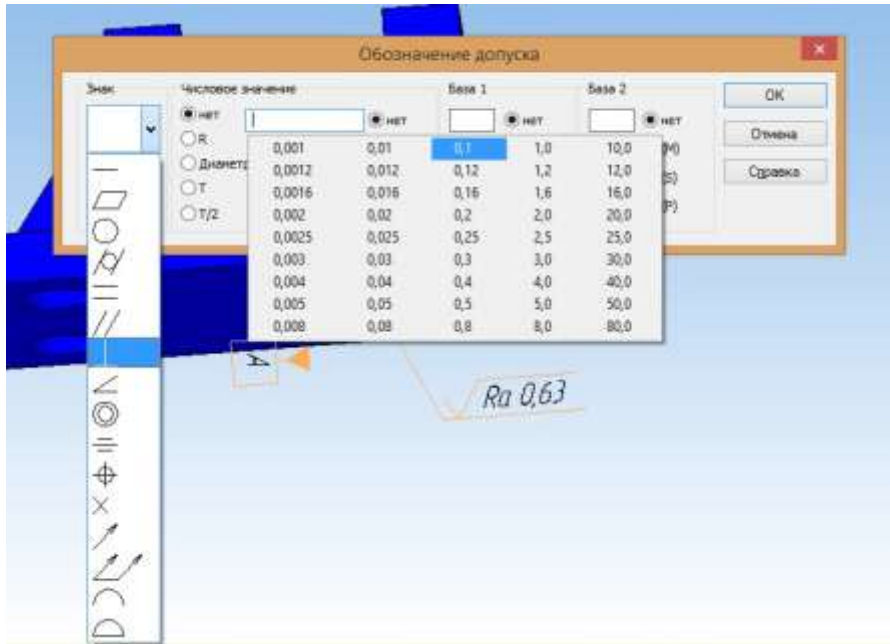 Обозначение допуска
Знак Числовое значение База 1 База 2
OK
нет нет нет нет
R
Отмена
Диаметр (M)
Справка
T (S)
T/2 (P)
0,001 0,01 0,1 1,0 10,0
0,0012 0,012 0,12 1,2 12,0
0,0016 0,016 0,16 1,6 16,0
0,002 0,02 0,2 2,0 20,0
0,0025 0,025 0,25 2,5 25,0
0,003 0,03 0,3 3,0 30,0
0,004 0,04 0,4 4,0 40,0
0,005 0,05 0,5 5,0 50,0
0,008 0,08 0,8 8,0 80,0
А
Ra 0,63